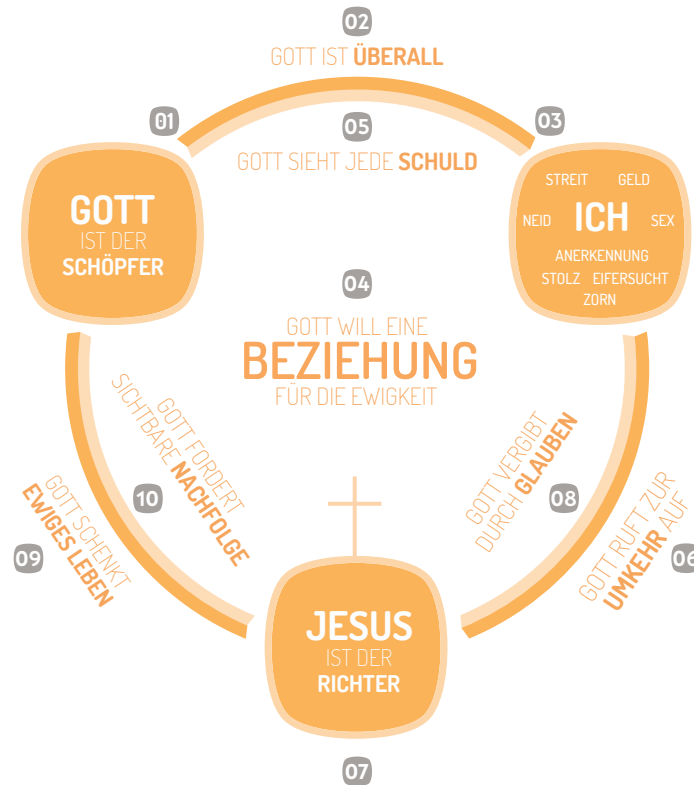 02
GOTT IST ÜBERALL
01
05
03
GOTT SIEHT JEDE SCHULD
GOTT
IST DER
SCHÖPFER
STREIT GELD
NEID ICH SEX
ANERKENNUNG
STOLZ EIFERSUCHT
ZORN
04
GOTT WILL EINE
BEZIEHUNG
FÜR DIE EWIGKEIT
GOTT VERGIBT
DURCH GLAUBEN
08
GOTT RUFT ZUR
UMKEHR AUF
06
JESUS
IST DER
RICHTER
07
GOTT SCHENKT
EWIGES LEBEN
09
GOTT FORDERT
SICHTBARE NACHFOLGE
10